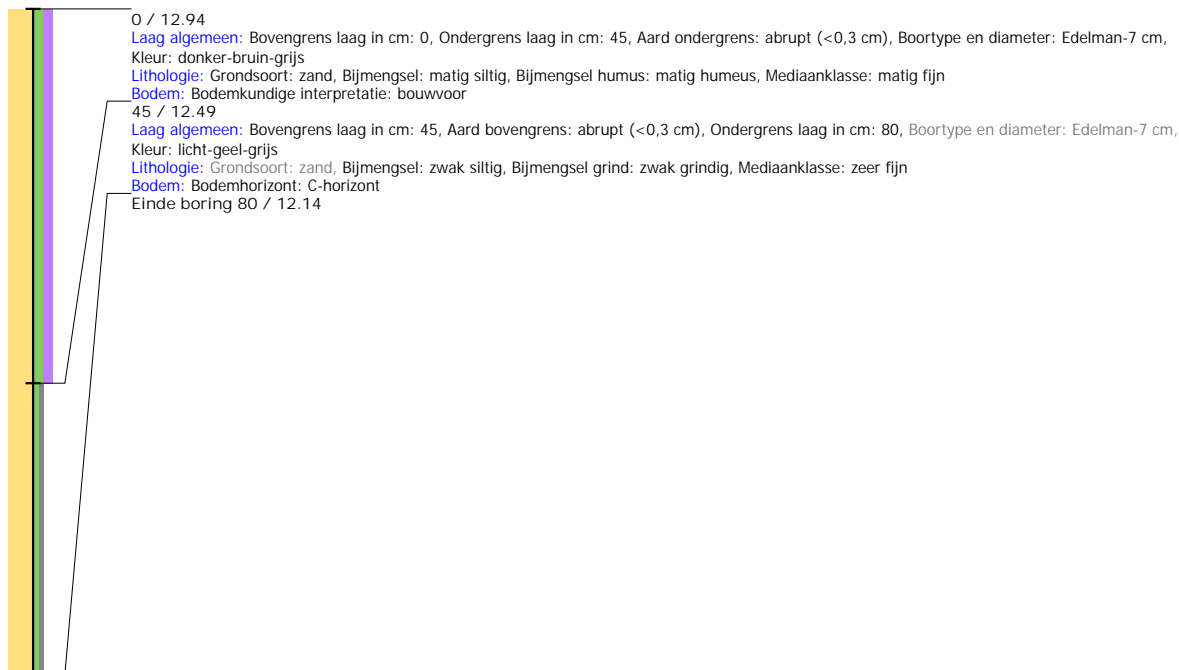 0 / 12.94
Laag algemeen: Bovengrens laag in cm: 0, Ondergrens laag in cm: 45, Aard ondergrens: abrupt (<0,3 cm), Boortype en diameter: Edelman-7 cm,
Kleur: donker-bruin-grijs
Lithologie: Grondsoort: zand, Bijmengsel: matig siltig, Bijmengsel humus: matig humeus, Mediaanklasse: matig fijn
Bodem: Bodemkundige interpretatie: bouwvoor
45 / 12.49
Laag algemeen: Bovengrens laag in cm: 45, Aard bovengrens: abrupt (<0,3 cm), Ondergrens laag in cm: 80, Boortype en diameter: Edelman-7 cm,
Kleur: licht-geel-grijs
Lithologie: Grondsoort: zand, Bijmengsel: zwak siltig, Bijmengsel grind: zwak grindig, Mediaanklasse: zeer fijn
Bodem: Bodemhorizont: C-horizont
Einde boring 80 / 12.14